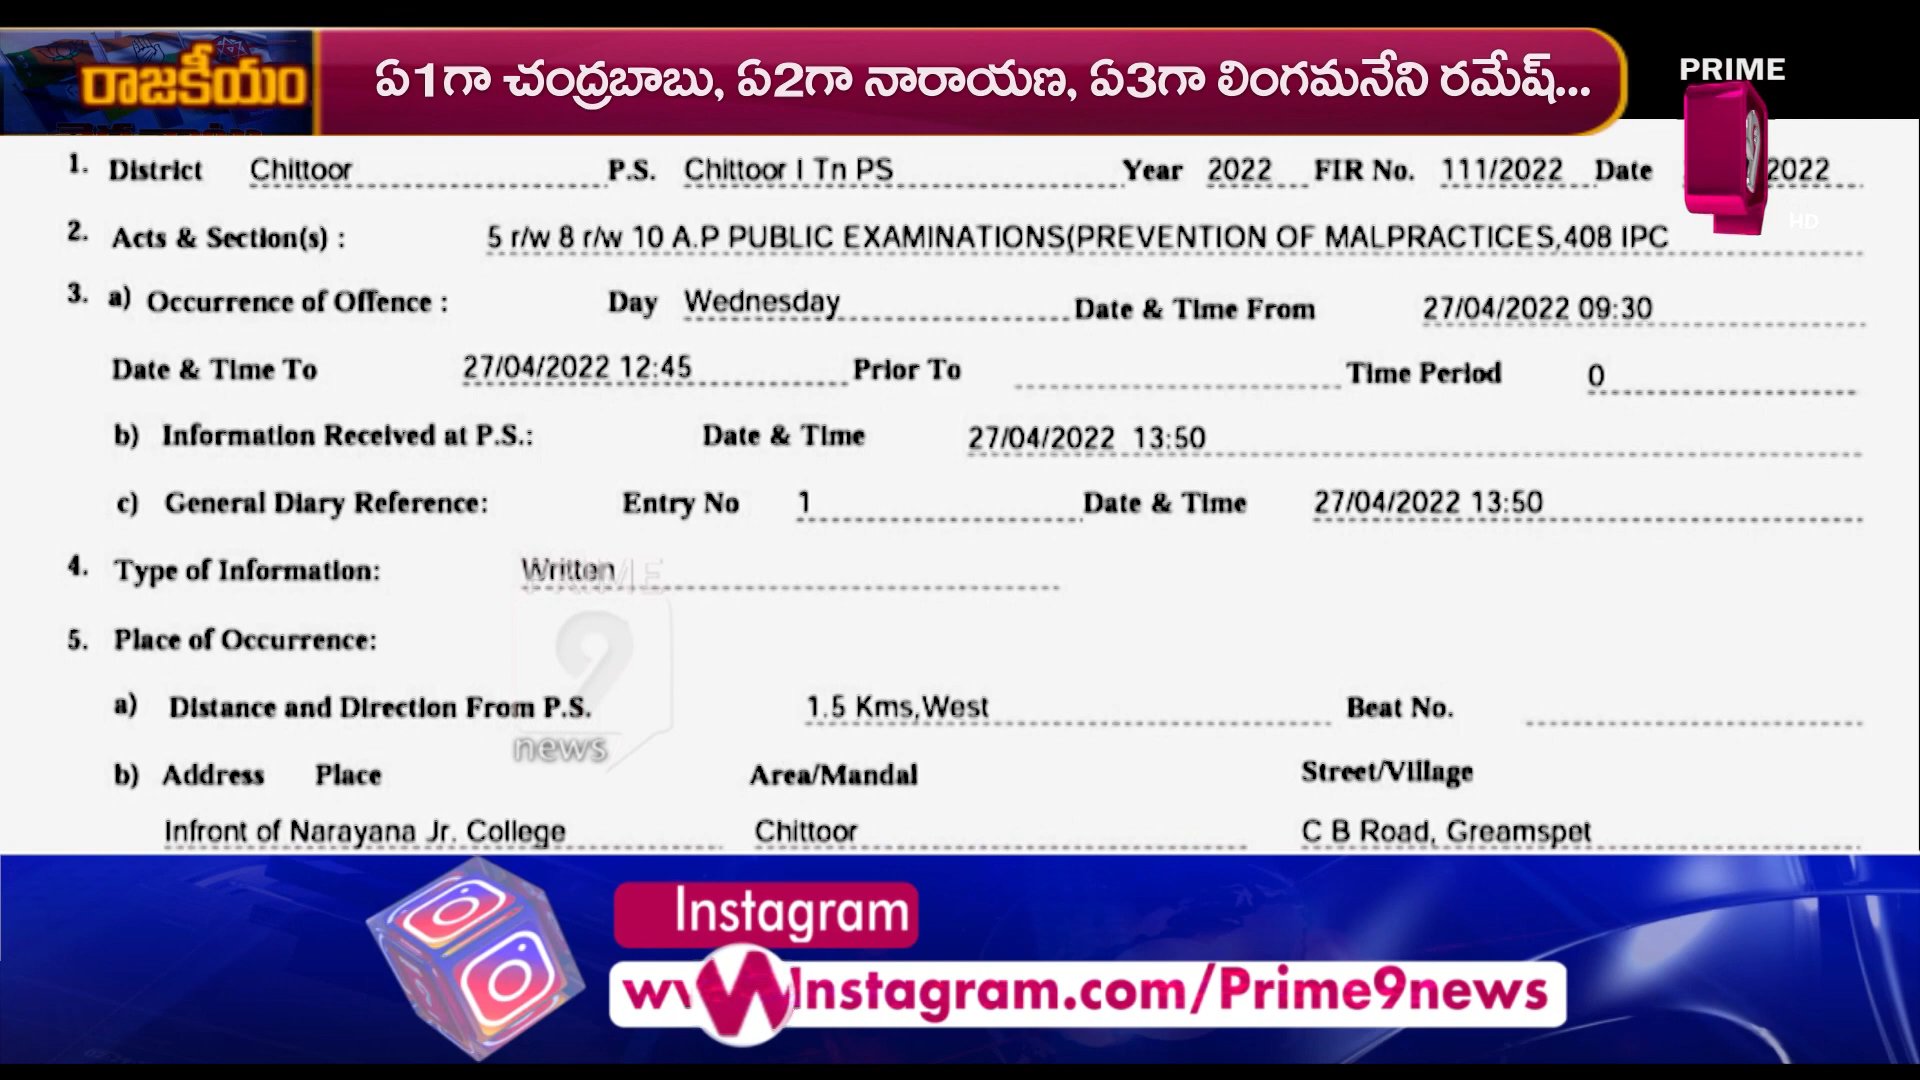 రాజకీయం
ఏ1గా చంద్రబాబు, ఏ2గా నారాయణ, ఏ3గా లింగమనేని రమేష్...
PRIME
9
HD
1. District Chittoor P.S. Chittoor I Tn PS Year 2022 FIR No. 111/2022 Date 2022
2. Acts & Section(s) : 5 r/w 8 r/w 10 A.P PUBLIC EXAMINATIONS(PREVENTION OF MALPRACTICES,408 IPC
3. a) Occurrence of Offence : Day Wednesday Date & Time From 27/04/2022 09:30
Date & Time To 27/04/2022 12:45 Prior To Time Period 0
b) Information Received at P.S.: Date & Time 27/04/2022 13:50
c) General Diary Reference: Entry No 1 Date & Time 27/04/2022 13:50
4. Type of Information: Written
PRIME
9
news
5. Place of Occurrence:
a) Distance and Direction From P.S. 1.5 Kms,West Beat No.
b) Address Place Area/Mandal Street/Village
Infront of Narayana Jr. College Chittoor C B Road, Greamspet
Instagram
Instagram.com/Prime9news